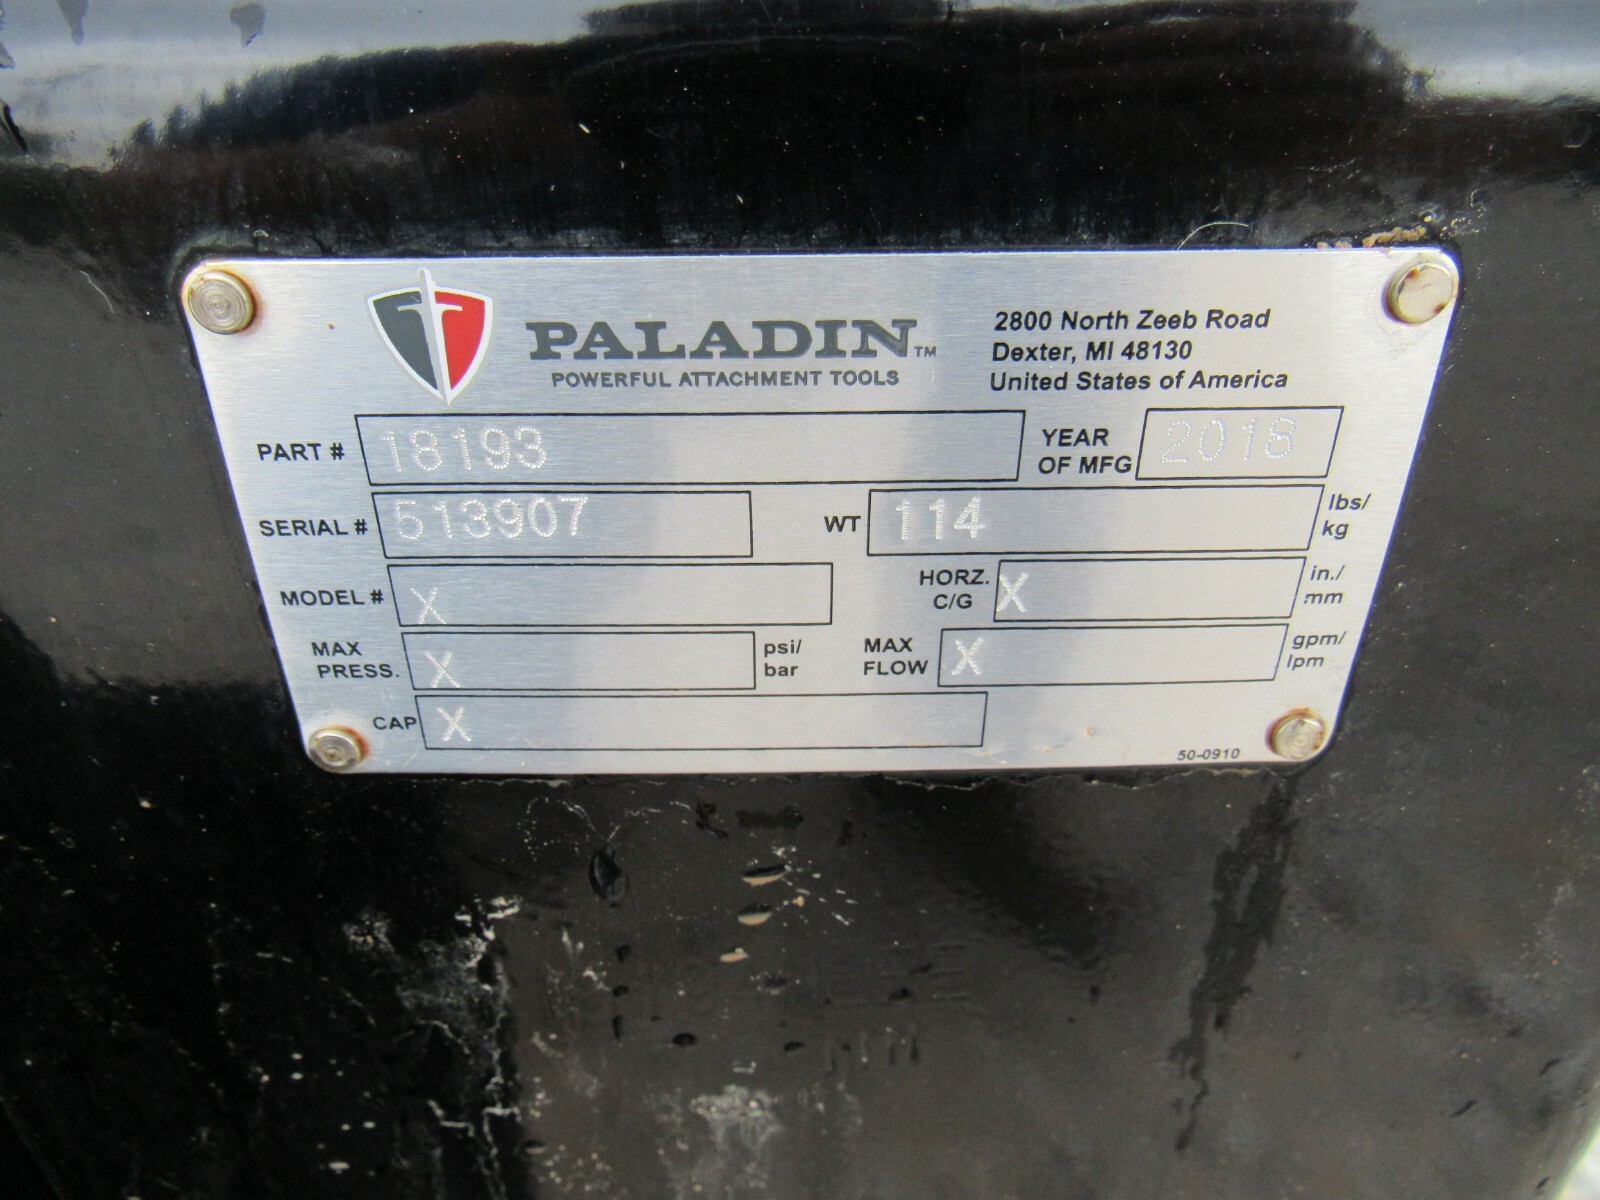 PALADIN™
POWERFUL ATTACHMENT TOOLS
2800 North Zeeb Road
Dexter, MI 48130
United States of America
PART # 18193
YEAR OF MFG 2018
SERIAL # 513907
WT 114 lbs/ kg
MODEL # X
HORZ. C/G X in./ mm
MAX PRESS. X psi/ bar
MAX FLOW X gpm/ lpm
CAP X
50-0910